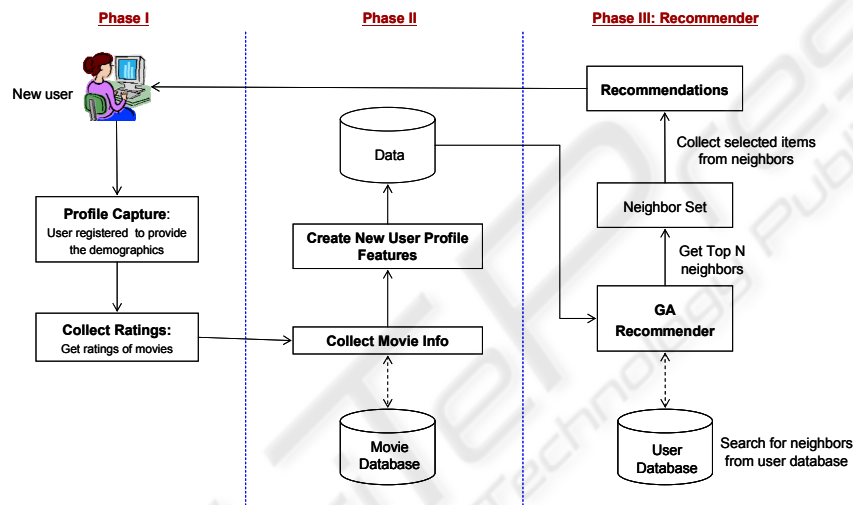 Phase I
Phase II
Phase III: Recommender
New user
Profile Capture:
User registered to provide
the demographics
Collect Ratings:
Get ratings of movies
Data
Create New User Profile
Features
Collect Movie Info
Movie
Database
Recommendations
Collect selected items
from neighbors
Neighbor Set
Get Top N
neighbors
GA
Recommender
User
Database
Search for neighbors
from user database